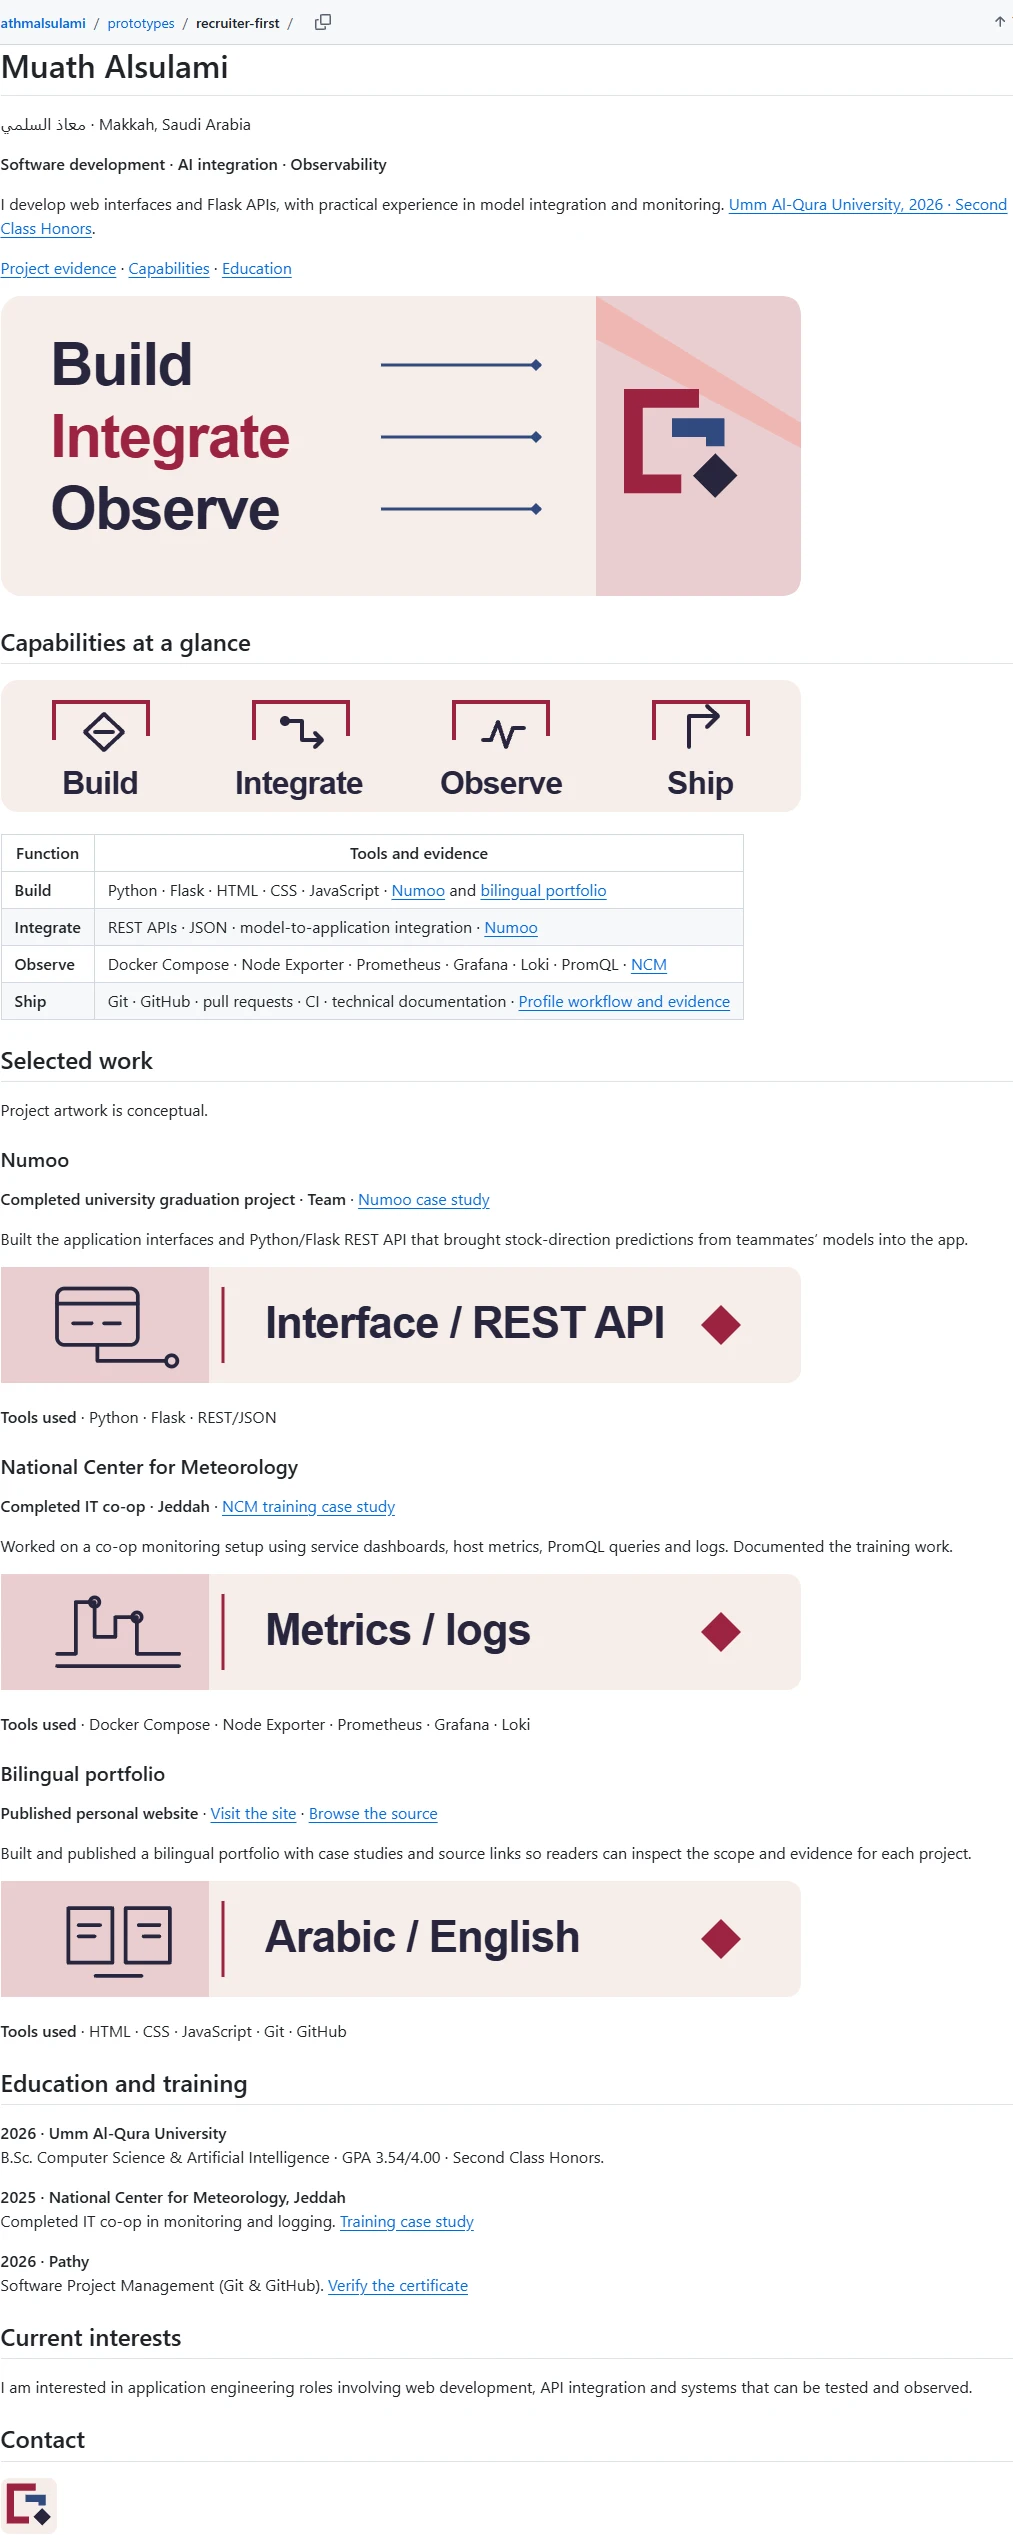 athmalsulami / prototypes / recruiter-first /
Muath Alsulami
معاذ السلمي · Makkah, Saudi Arabia
Software development · AI integration · Observability
I develop web interfaces and Flask APIs, with practical experience in model integration and monitoring. Umm Al-Qura University, 2026 · Second
Class Honors.
Project evidence · Capabilities · Education
Build
Integrate
Observe
Capabilities at a glance
Build Integrate Observe Ship
Function Tools and evidence
Build Python · Flask · HTML · CSS · JavaScript · Numoo and bilingual portfolio
Integrate REST APIs · JSON · model-to-application integration · Numoo
Observe Docker Compose · Node Exporter · Prometheus · Grafana · Loki · PromQL · NCM
Ship Git · GitHub · pull requests · CI · technical documentation · Profile workflow and evidence
Selected work
Project artwork is conceptual.
Numoo
Completed university graduation project · Team · Numoo case study
Built the application interfaces and Python/Flask REST API that brought stock-direction predictions from teammates’ models into the app.
Interface / REST API
Tools used · Python · Flask · REST/JSON
National Center for Meteorology
Completed IT co-op · Jeddah · NCM training case study
Worked on a co-op monitoring setup using service dashboards, host metrics, PromQL queries and logs. Documented the training work.
Metrics / logs
Tools used · Docker Compose · Node Exporter · Prometheus · Grafana · Loki
Bilingual portfolio
Published personal website · Visit the site · Browse the source
Built and published a bilingual portfolio with case studies and source links so readers can inspect the scope and evidence for each project.
Arabic / English
Tools used · HTML · CSS · JavaScript · Git · GitHub
Education and training
2026 · Umm Al-Qura University
B.Sc. Computer Science & Artificial Intelligence · GPA 3.54/4.00 · Second Class Honors.
2025 · National Center for Meteorology, Jeddah
Completed IT co-op in monitoring and logging. Training case study
2026 · Pathy
Software Project Management (Git & GitHub). Verify the certificate
Current interests
I am interested in application engineering roles involving web development, API integration and systems that can be tested and observed.
Contact